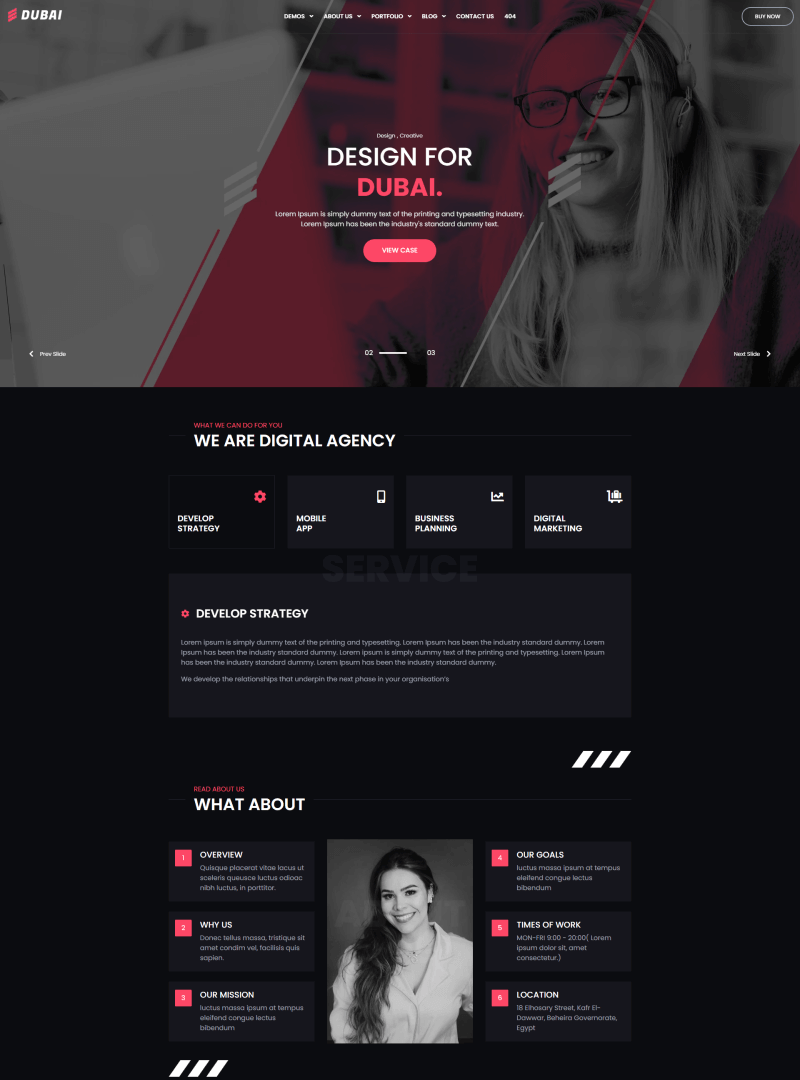 DUBAI
DEMOS ABOUT US PORTFOLIO BLOG CONTACT US 404
BUY NOW
Design , Creative
DESIGN FOR
DUBAI.
Lorem Ipsum is simply dummy text of the printing and typesetting industry.
Lorem Ipsum has been the industry's standard dummy text.
VIEW CASE
Prev Slide
02 03
Next Slide
WHAT WE CAN DO FOR YOU
WE ARE DIGITAL AGENCY
DEVELOP
STRATEGY
MOBILE
APP
BUSINESS
PLANNING
DIGITAL
MARKETING
SERVICE
DEVELOP STRATEGY
Lorem Ipsum is simply dummy text of the printing and typesetting. Lorem Ipsum has been the industry standard dummy. Lorem
Ipsum has been the industry standard dummy. Lorem Ipsum is simply dummy text of the printing and typesetting. Lorem Ipsum
has been the industry standard dummy. Lorem Ipsum has been the industry standard dummy.
We develop the relationships that underpin the next phase in your organisation's
READ ABOUT US
WHAT ABOUT
1
OVERVIEW
Quisque placerat vitae lacus ut
sceleris queusce luctus odioac
nibh luctus, in porttitor.
2
WHY US
Donec tellus massa, tristique sit
amet condim vel, facilisis quis
sapien.
3
OUR MISSION
luctus massa ipsum at tempus
eleifend congue lectus
bibendum
4
OUR GOALS
luctus massa ipsum at tempus
eleifend congue lectus
bibendum
5
TIMES OF WORK
MON-FRI 9:00 - 20:00( Lorem
ipsum dolor sit, amet
consectetur.)
6
LOCATION
18 Elhosary Street, Kafr El-
Dawwar, Beheira Governorate,
Egypt